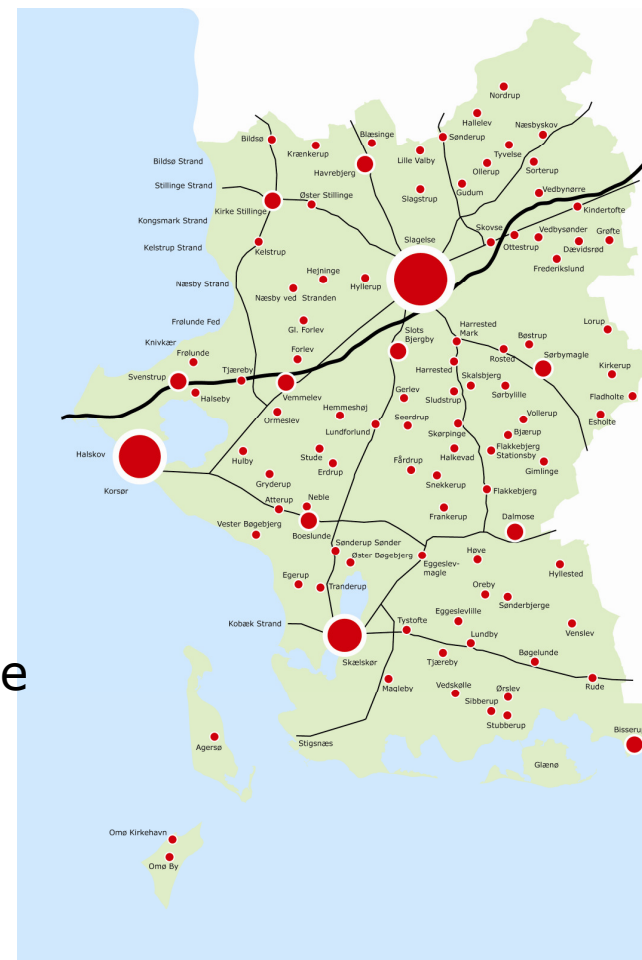 Nordrup
Hallelev
Næsbyskov
Blæsinge
Sønderup
Bildsø
Krænkerup
Lille Valby
Tyvelse
Havrebjerg
Ollerup
Sorterup
Bildsø Strand
Stillinge Strand
Slagstrup
Gudum
Vedbynørre
Øster Stillinge
Kirke Stillinge
Kindertofte
Kongsmark Strand
Skovse
Vedbysønder
Grøfte
Ottestrup
Dævidsrød
Kelstrup Strand
Kelstrup
Slagelse
Frederikslund
Hejninge
Næsby Strand
Hyllerup
Næsby ved Stranden
Frølunde Fed
Gl. Forlev
Slots
Bjergby
Harrested
Mark
Lorup
Knivkær
Bøstrup
Frølunde
Forlev
Rosted
Tjæreby
Harrested
Sørbymagle
Kirkerup
Svenstrup
Skalsbjerg
Halseby
Vemmelev
Gerlev
Sludstrup
Sørbylille
Fladholte
Hemmeshøj
Ormeslev
Vollerup
Esholte
Lundforlund
Skørpinge
Bjærup
Halskov
Hulby
Stude
Halkevad
Flakkebjerg
Stationsby
Erdrup
Fårdrup
Gimlinge
Gryderup
Snekkerup
Korsør
Flakkebjerg
Neble
Atterup
Frankerup
Dalmose
Vester Bøgebjerg
Boeslunde
Sønderup Sønder
Øster Bøgebjerg
Høve
Eggeslev-
magle
Hyllested
Egerup
Tranderup
Oreby
Sønderbjerge
Kobæk Strand
Eggeslevlille
Tystofte
Venslev
Lundby
Skælskør
Tjæreby
Bøgelunde
e
Magleby
Vedskølle
Ørslev
Rude
Sibberup
Stubberup
Bisseru
Agersø
Stigsnæs
Glænø
Omø Kirkehavn
Omø By